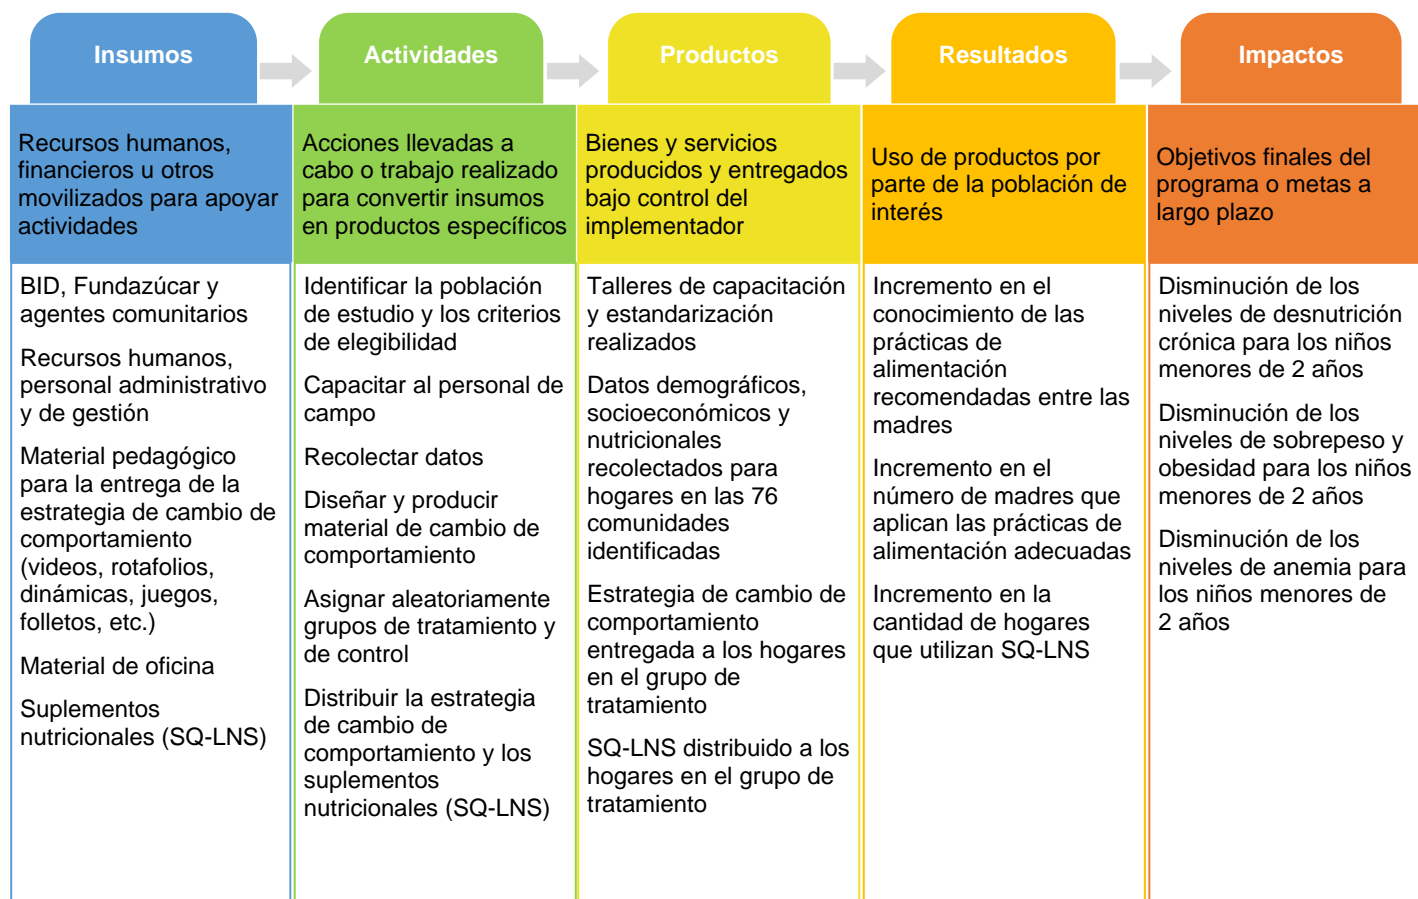 Insumos
Actividades
Productos
Resultados
Impactos
Recursos humanos,
financieros u otros
movilizados para apoyar
actividades
Acciones llevadas a
cabo o trabajo realizado
para convertir insumos
en productos específicos
Bienes y servicios
producidos y entregados
bajo control del
implementador
Uso de productos por
parte de la población de
interés
Objetivos finales del
programa o metas a
largo plazo
BID, Fundazúcar y
agentes comunitarios
Recursos humanos,
personal administrativo
y de gestión
Material pedagógico
para la entrega de la
estrategia de cambio de
comportamiento
(videos, rotafolios,
dinámicas, juegos,
folletos, etc.)
Material de oficina
Suplementos
nutricionales (SQ-LNS)
Identificar la población
de estudio y los criterios
de elegibilidad
Capacitar al personal de
campo
Recolectar datos
Diseñar y producir
material de cambio de
comportamiento
Asignar aleatoriamente
grupos de tratamiento y
de control
Distribuir la estrategia
de cambio de
comportamiento y los
suplementos
nutricionales (SQ-LNS)
Talleres de capacitación
y estandarización
realizados
Datos demográficos,
socioeconómicos y
nutricionales
recolectados para
hogares en las 76
comunidades
identificadas
Estrategia de cambio de
comportamiento
entregada a los hogares
en el grupo de
tratamiento
SQ-LNS distribuido a los
hogares en el grupo de
tratamiento
Incremento en el
conocimiento de las
prácticas de
alimentación
recomendadas entre las
madres
Incremento en el
número de madres que
aplican las prácticas de
alimentación adecuadas
Incremento en la
cantidad de hogares
que utilizan SQ-LNS
Disminución de los
niveles de desnutrición
crónica para los niños
menores de 2 años
Disminución de los
niveles de sobrepeso y
obesidad para los niños
menores de 2 años
Disminución de los
niveles de anemia para
los niños menores de
2 años